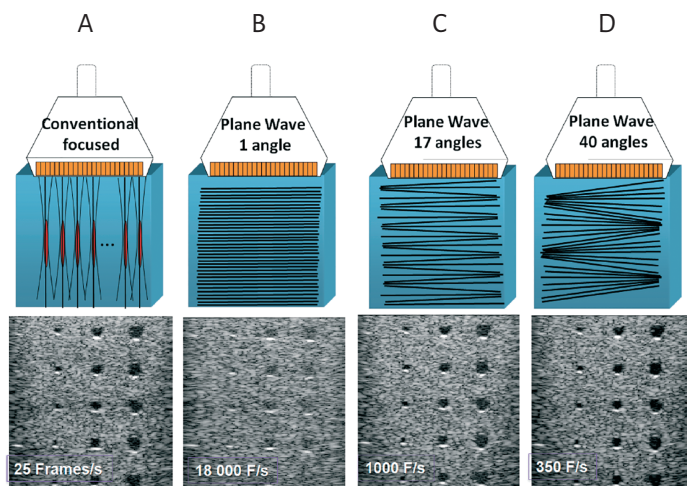 A
B
C
D
Conventional
focused
Plane Wave
1 angle
Plane Wave
17 angles
Plane Wave
40 angles
...
25 Frames/s
18 000 F/s
1000 F/s
350 F/s